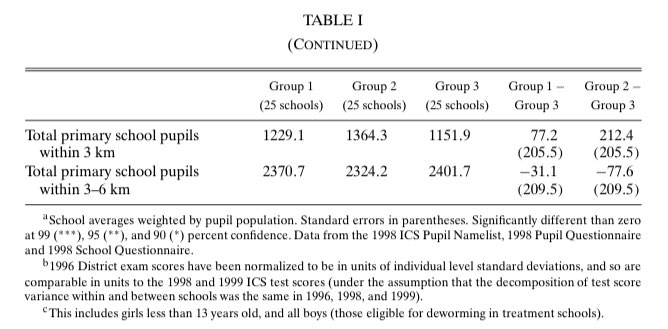 TABLE I
(CONTINUED)
Group 1 Group 2 Group 3 Group 1 – Group 2 –
(25 schools) (25 schools) (25 schools) Group 3 Group 3
Total primary school pupils 1229.1 1364.3 1151.9 77.2 212.4
within 3 km (205.5) (205.5)
Total primary school pupils 2370.7 2324.2 2401.7 −31.1 −77.6
within 3–6 km (209.5) (209.5)
aSchool averages weighted by pupil population. Standard errors in parentheses. Significantly different than zero
at 99 (***), 95 (**), and 90 (*) percent confidence. Data from the 1998 ICS Pupil Namelist, 1998 Pupil Questionnaire
and 1998 School Questionnaire.
b1996 District exam scores have been normalized to be in units of individual level standard deviations, and so are
comparable in units to the 1998 and 1999 ICS test scores (under the assumption that the decomposition of test score
variance within and between schools was the same in 1996, 1998, and 1999).
cThis includes girls less than 13 years old, and all boys (those eligible for deworming in treatment schools).